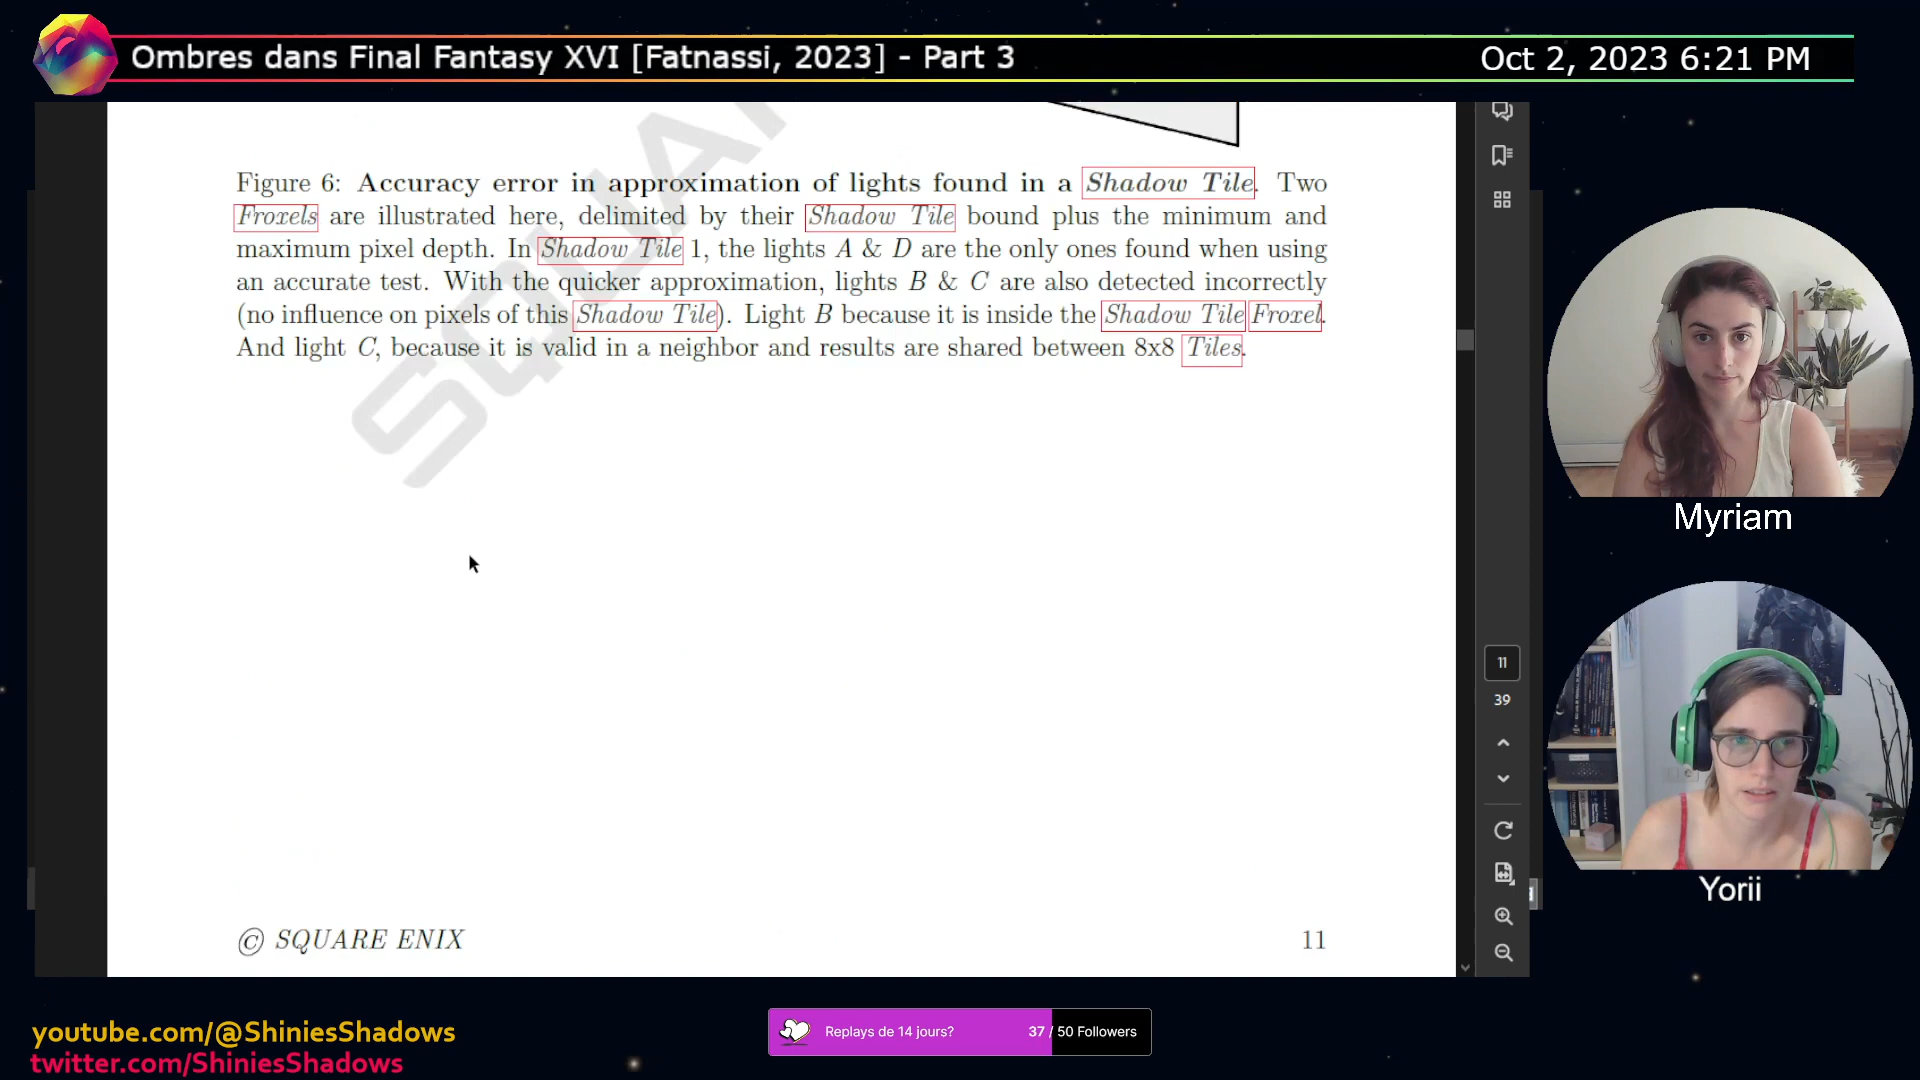 Ombres dans Final Fantasy XVI [Fatnassi, 2023] - Part 3
Oct 2, 2023 6:21 PM
SQUAR
Figure 6: Accuracy error in approximation of lights found in a Shadow Tile. Two
Froxels are illustrated here, delimited by their Shadow Tile bound plus the minimum and
maximum pixel depth. In Shadow Tile 1, the lights A & D are the only ones found when using
an accurate test. With the quicker approximation, lights B & C are also detected incorrectly
(no influence on pixels of this Shadow Tile). Light B because it is inside the Shadow Tile Froxel.
And light C, because it is valid in a neighbor and results are shared between 8x8 Tiles.
© SQUARE ENIX
11
11
39
Myriam
Yorii
youtube.com/@ShiniesShadows
twitter.com/ShiniesShadows
Replays de 14 jours?
37 / 50 Followers